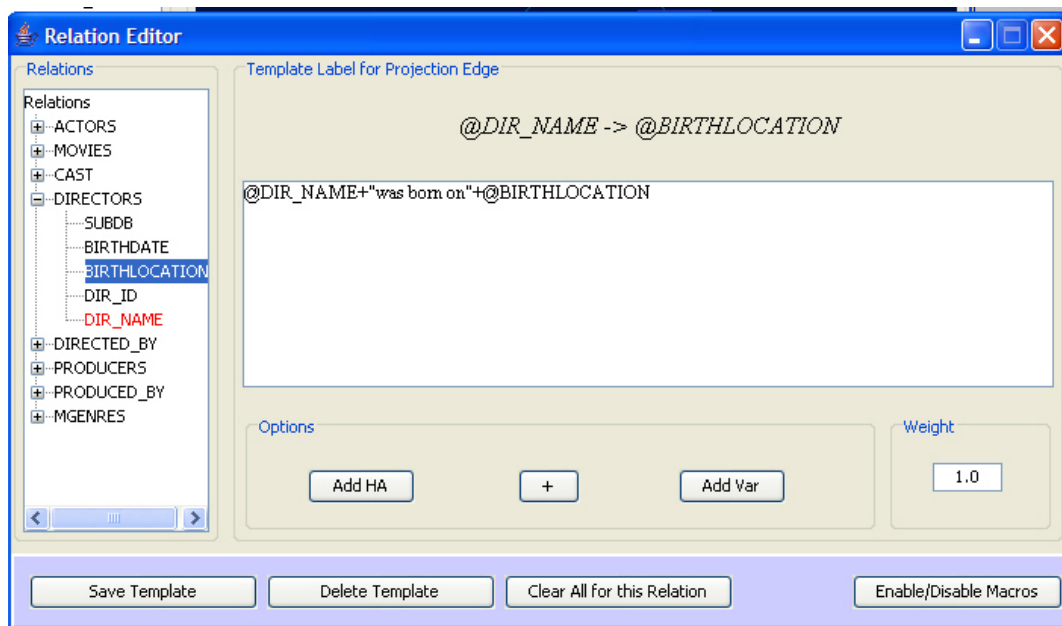 Relation Editor
Relations
Relations
ACTORS
MOVIES
CAST
DIRECTORS
SUBDB
BIRTHDATE
BIRTHLOCATION
DIR_ID
DIR_NAME
DIRECTED_BY
PRODUCERS
PRODUCED_BY
MGENRES
Template Label for Projection Edge
@DIR_NAME -> @BIRTHLOCATION
@DIR_NAME+"was born on"+@BIRTHLOCATION
Options
Add HA
+
Add Var
Weight
1.0
Save Template
Delete Template
Clear All for this Relation
Enable/Disable Macros